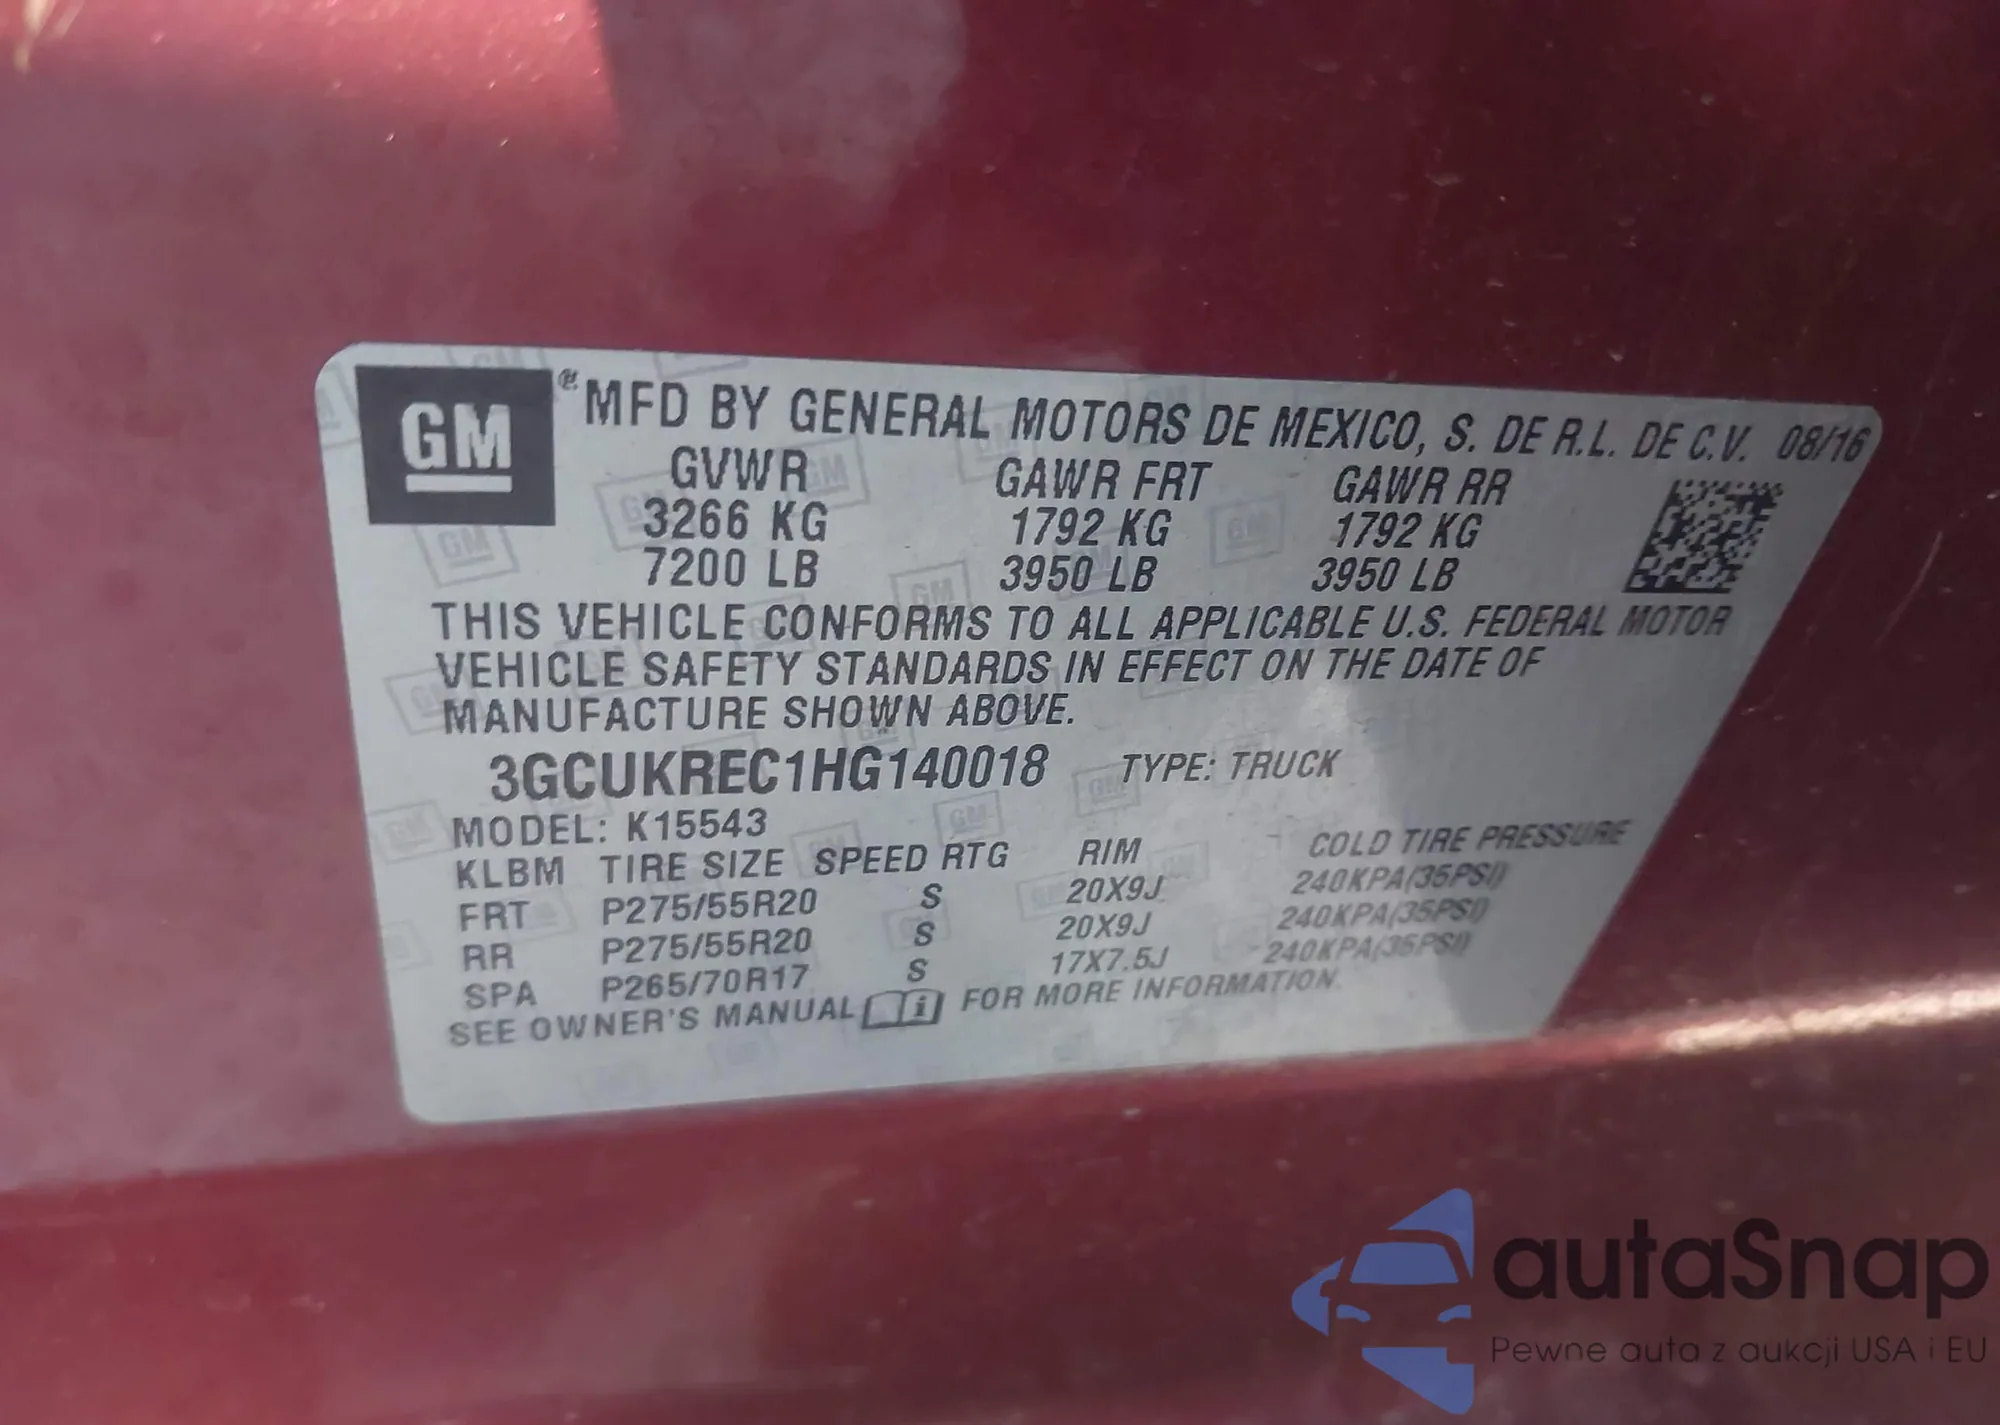 GM ® MFD BY GENERAL MOTORS DE MEXICO, S. DE R.L. DE C.V. 08/16
GVWR GAWR FRT GAWR RR
3266 KG 1792 KG 1792 KG
7200 LB 3950 LB 3950 LB
THIS VEHICLE CONFORMS TO ALL APPLICABLE U.S. FEDERAL MOTOR
VEHICLE SAFETY STANDARDS IN EFFECT ON THE DATE OF
MANUFACTURE SHOWN ABOVE.
3GCUKREC1HG140018 TYPE: TRUCK
MODEL: K15543
KLBM TIRE SIZE SPEED RTG RIM COLD TIRE PRESSURE
FRT P275/55R20 S 20X9J 240KPA(35PSI)
RR P275/55R20 S 20X9J 240KPA(35PSI)
SPA P265/70R17 S 17X7.5J 240KPA(35PSI)
SEE OWNER'S MANUAL i FOR MORE INFORMATION.
autaSnap
Pewne auta z aukcji USA i EU